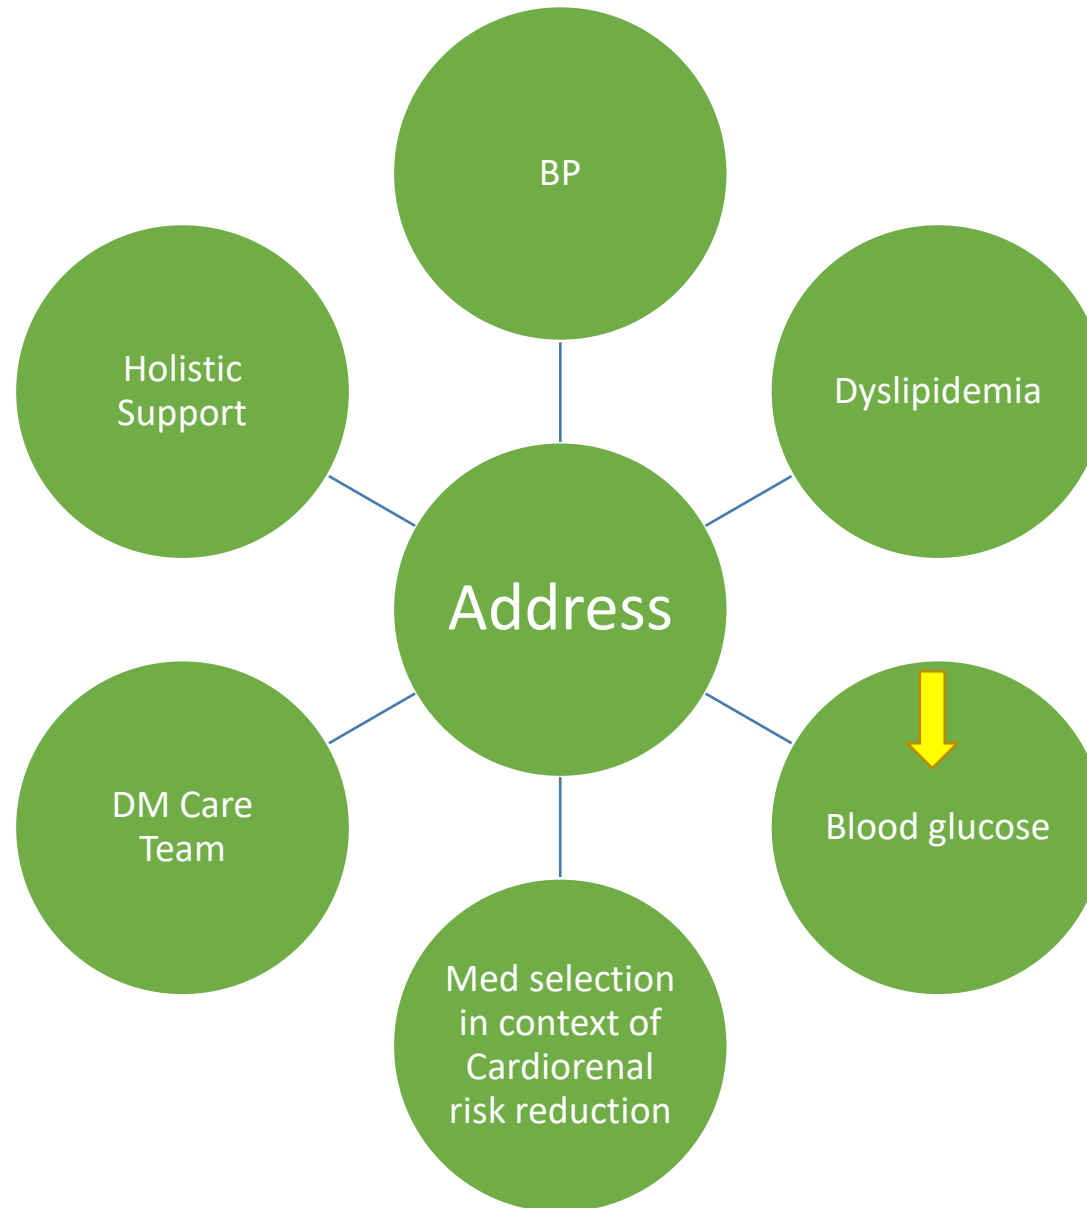 BP
Holistic
Support
Dyslipidemia
Address
DM Care
Team
Blood glucose
Med selection
in context of
Cardiorenal
risk reduction